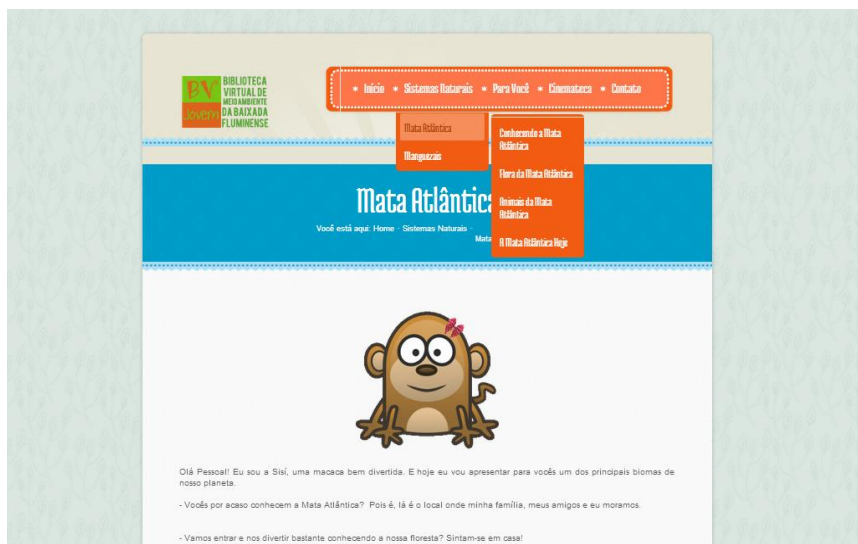 BV
Jovem
BIBLIOTECA
VIRTUAL DE
MEIO AMBIENTE
DA BAIXADA
FLUMINENSE
* Início * Sistemas Naturais * Para Você * Cinemateca * Contato
Mata Atlântica
Manguezais
Conhecendo a Mata
Atlântica
Flora da Mata Atlântica
Animais da Mata
Atlântica
A Mata Atlântica Hoje
Mata Atlântica
Você está aqui: Home - Sistemas Naturais -
Mata
Olá Pessoal! Eu sou a Sisí, uma macaca bem divertida. E hoje eu vou apresentar para vocês um dos principais biomas de
nosso planeta.
- Vocês por acaso conhecem a Mata Atlântica? Pois é, lá é o local onde minha família, meus amigos e eu moramos.
- Vamos entrar e nos divertir bastante conhecendo a nossa floresta? Sintam-se em casa!